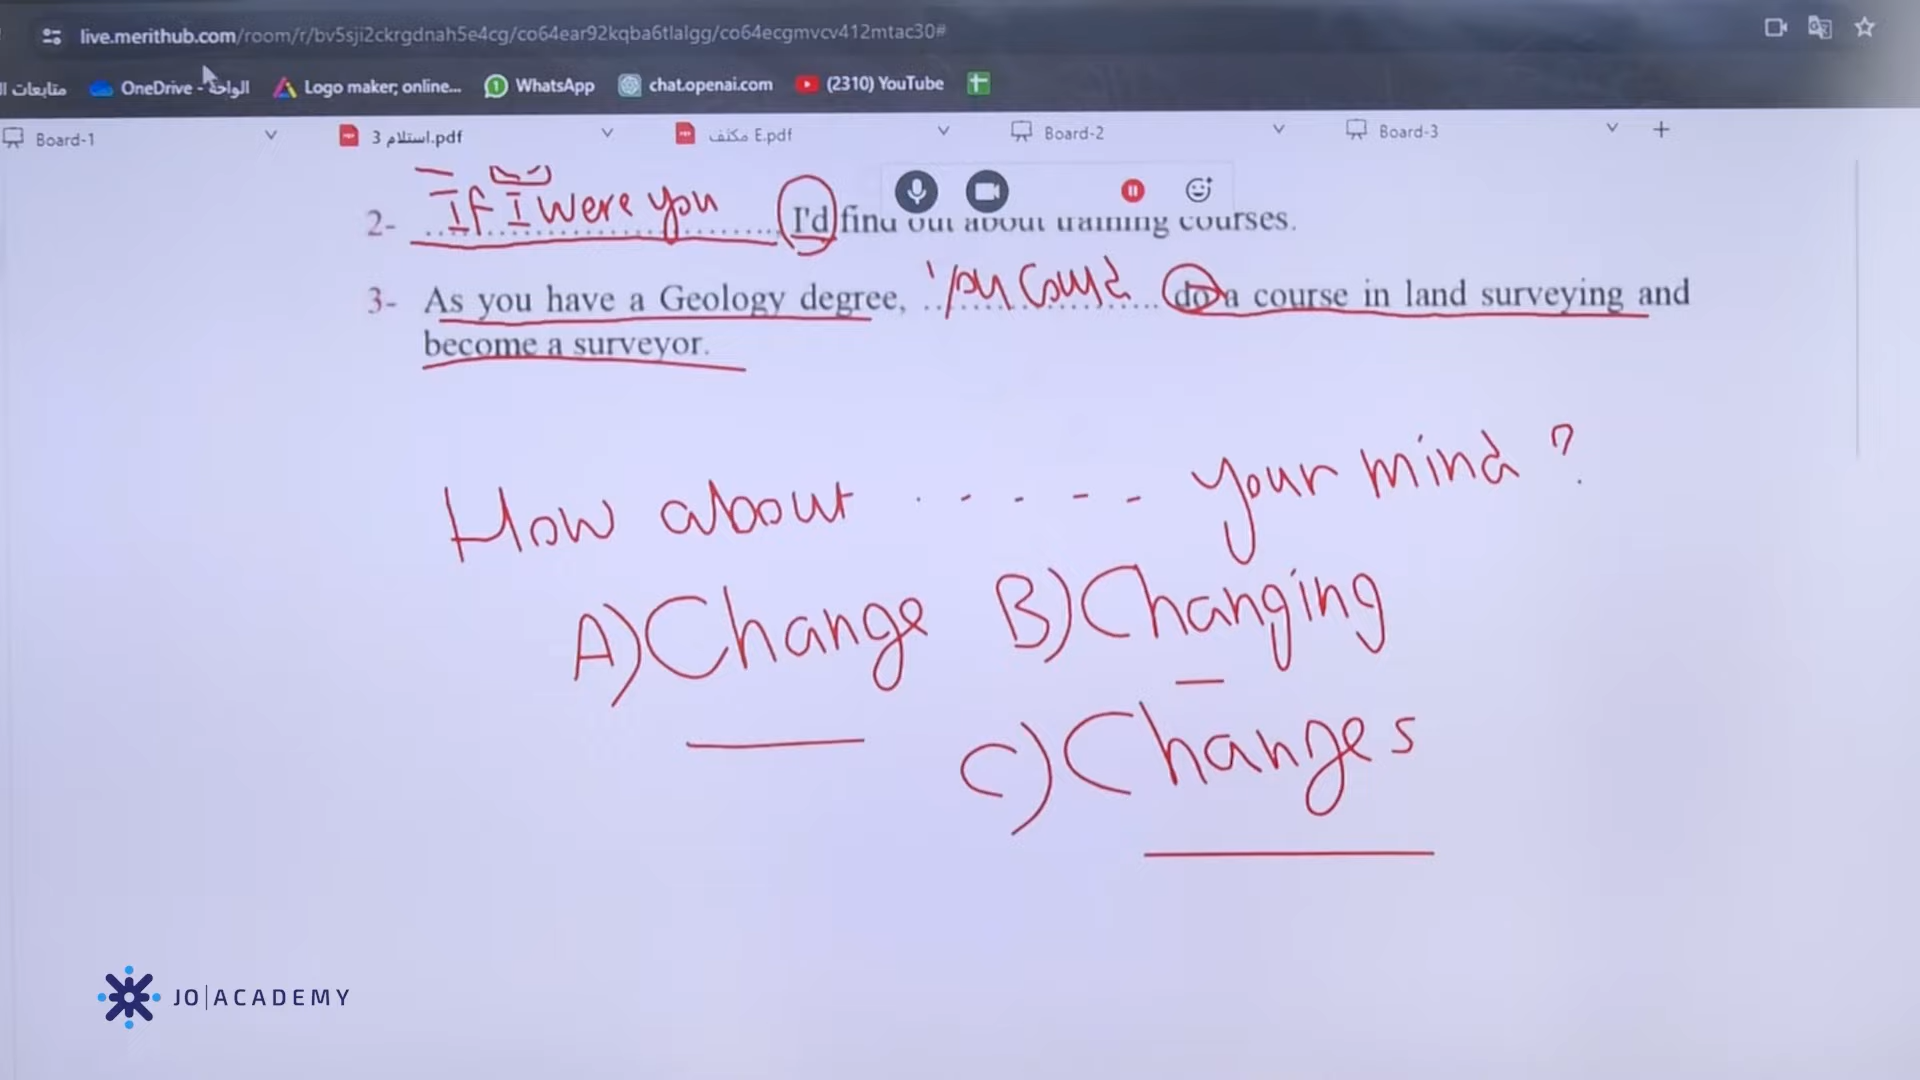 live.merithub.com/room/r/bv5sji2ckrgdnah5e4cg/co64ear92kqba6tlalgg/co64ecgmvcv412mtac30#
متابعات ال OneDrive - الواحة Logo maker; online... WhatsApp chat.openai.com (2310) YouTube
Board-1 استلام 3.pdf مكثف E.pdf Board-2 Board-3 +
2- If I were you, I'd find out about training courses.
3- As you have a Geology degree, you could do a course in land surveying and
become a surveyor.
How about - - - - - your mind ?
A) Change B) Changing
C) Changes
JO|ACADEMY